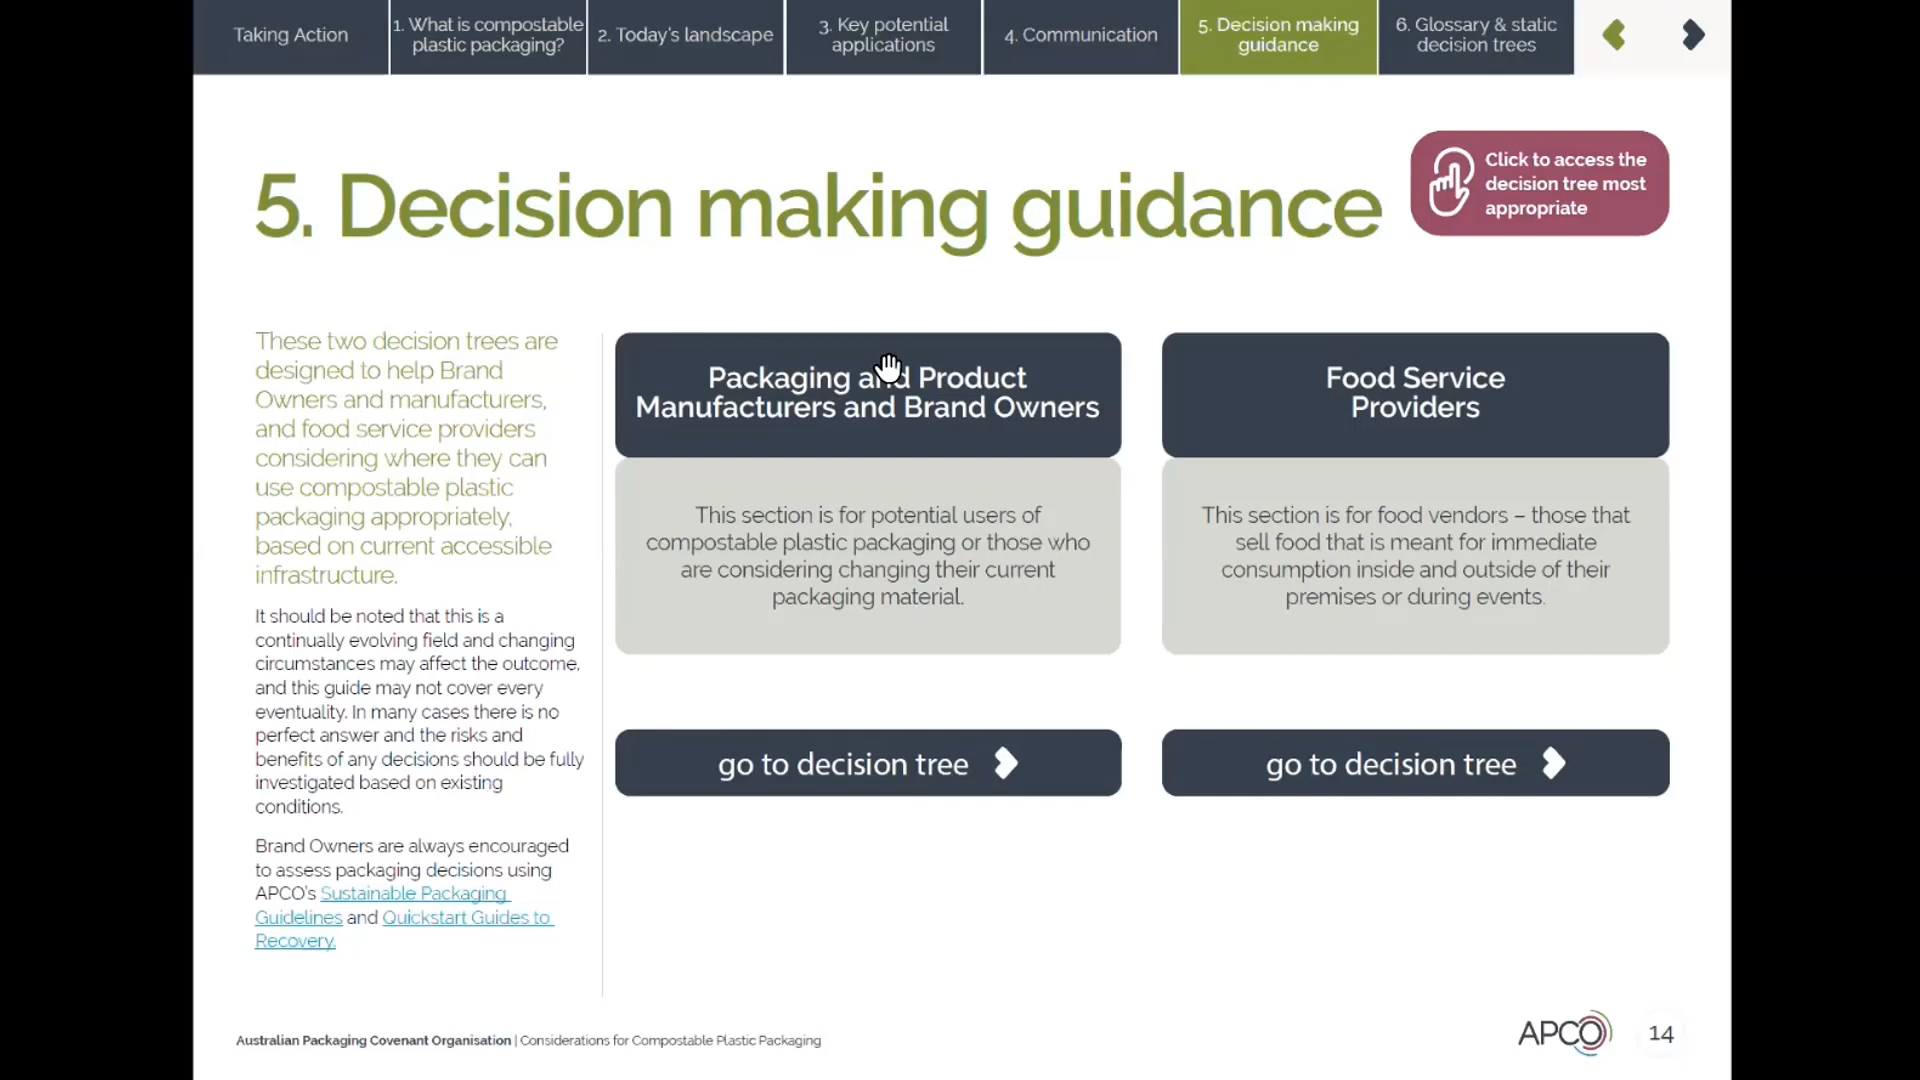 Taking Action
1. What is compostable
plastic packaging?
2. Today's landscape
3. Key potential
applications
4. Communication
5. Decision making
guidance
6. Glossary & static
decision trees
5. Decision making guidance
Click to access the
decision tree most
appropriate
These two decision trees are
designed to help Brand
Owners and manufacturers,
and food service providers
considering where they can
use compostable plastic
packaging appropriately,
based on current accessible
infrastructure.
It should be noted that this is a
continually evolving field and changing
circumstances may affect the outcome,
and this guide may not cover every
eventuality. In many cases there is no
perfect answer and the risks and
benefits of any decisions should be fully
investigated based on existing
conditions.
Brand Owners are always encouraged
to assess packaging decisions using
APCO's Sustainable Packaging
Guidelines and Quickstart Guides to
Recovery.
Packaging and Product
Manufacturers and Brand Owners
This section is for potential users of
compostable plastic packaging or those who
are considering changing their current
packaging material.
go to decision tree
Food Service
Providers
This section is for food vendors – those that
sell food that is meant for immediate
consumption inside and outside of their
premises or during events.
go to decision tree
Australian Packaging Covenant Organisation | Considerations for Compostable Plastic Packaging
APCO
14